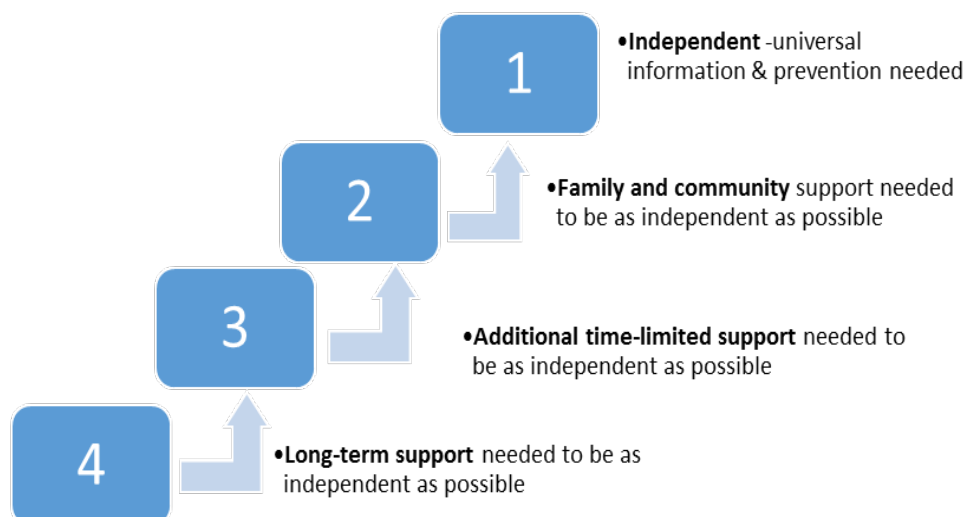 1
•Independent -universal
information & prevention needed
2
•Family and community support needed
to be as independent as possible
3
•Additional time-limited support needed to
be as independent as possible
4
•Long-term support needed to be as
independent as possible